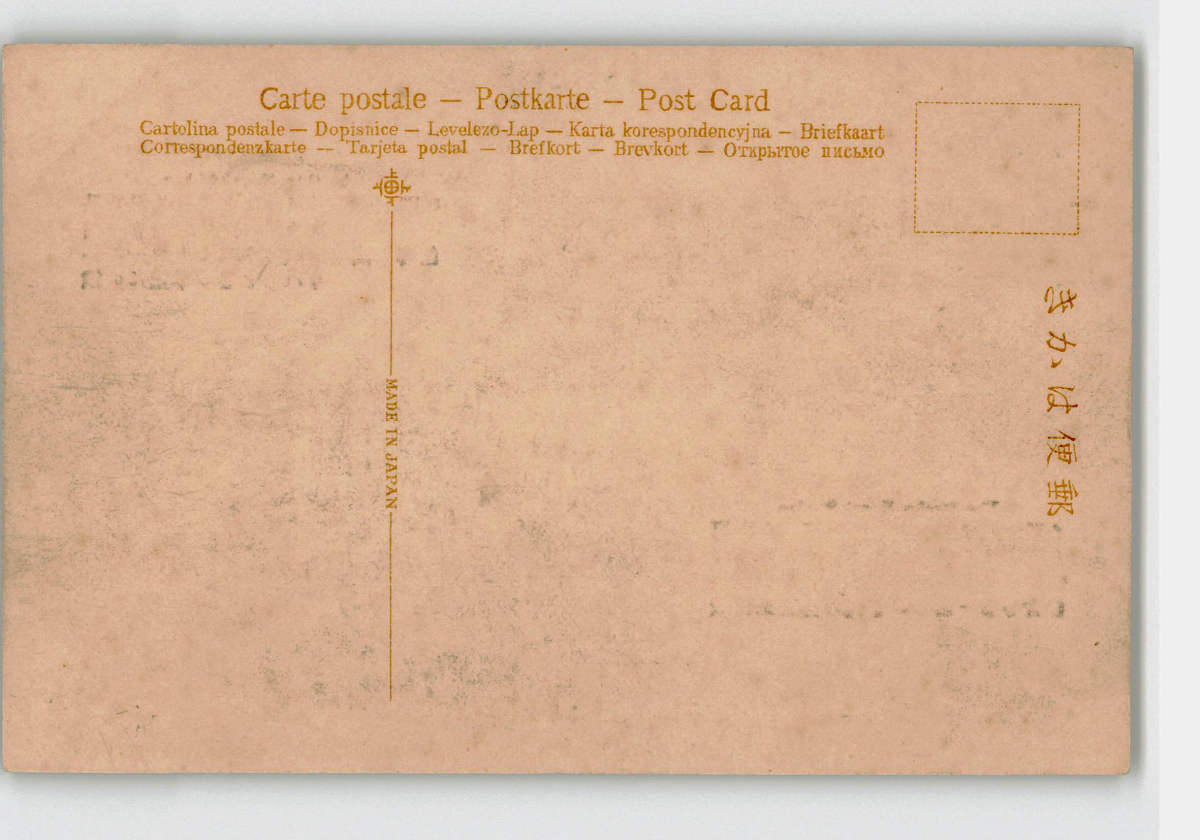 Carte postale — Postkarte — Post Card
Cartolina postale — Dopisnice — Levelezo-Lap — Karta korespondencyjna — Briefkaart
Correspondenzkarte — Tarjeta postal — Brefkort — Brevkort — Открытое письмо
MADE IN JAPAN
きかは便郵